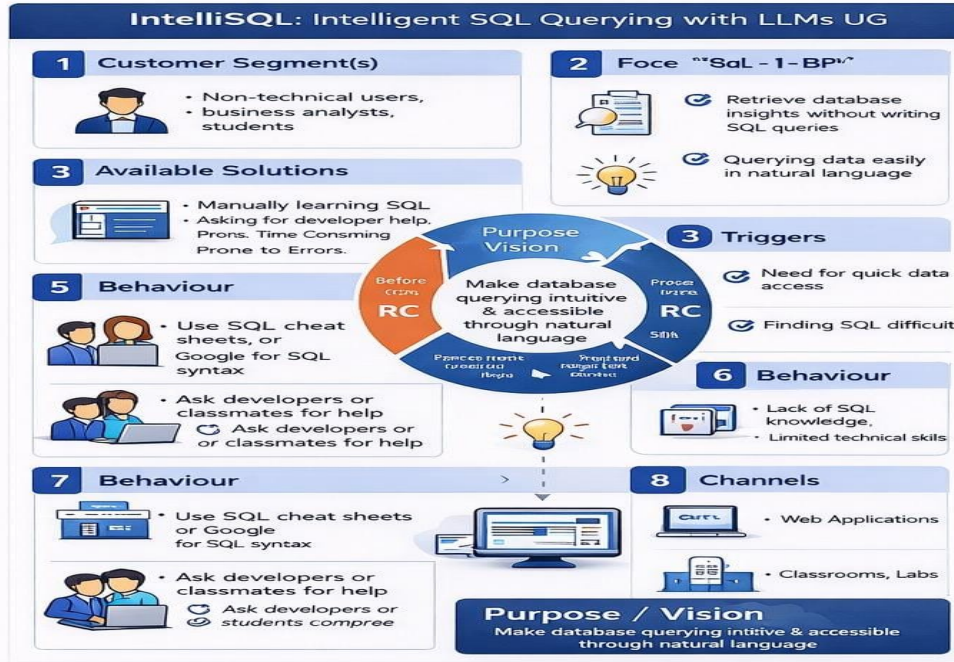 IntelliSQL: Intelligent SQL Querying with LLMs UG
1 Customer Segment(s)
• Non-technical users,
• business analysts,
students
2 Foce "SaL-1-BP"
Retrieve database
insights without writing
SQL queries
Querying data easily
in natural language
3 Available Solutions
• Manually learning SQL
• Asking for developer help,
Prons. Time Consming
Prone to Errors.
Purpose
Vision
Before
RC
Make database
querying intuitive
& accessible
through natural
language
RC
3 Triggers
Need for quick data
access
Finding SQL difficult
5 Behaviour
• Use SQL cheat
sheets, or
Google for SQL
syntax
• Ask developers or
classmates for help
Ask developers or
or classmates for help
6 Behaviour
• Lack of SQL
knowledge,
• Limited technical skils
7 Behaviour
• Use SQL cheat sheets
or Google
for SQL syntax
• Ask developers or
classmates for help
Ask developers or
students compree
8 Channels
• Web Applications
• Classrooms, Labs
Purpose / Vision
Make database querying intitive & accessible
through natural language